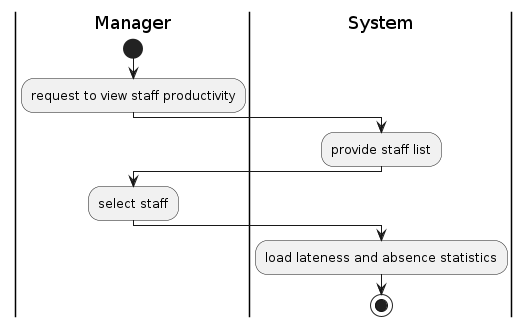 Manager
System
request to view staff productivity
provide staff list
select staff
load lateness and absence statistics